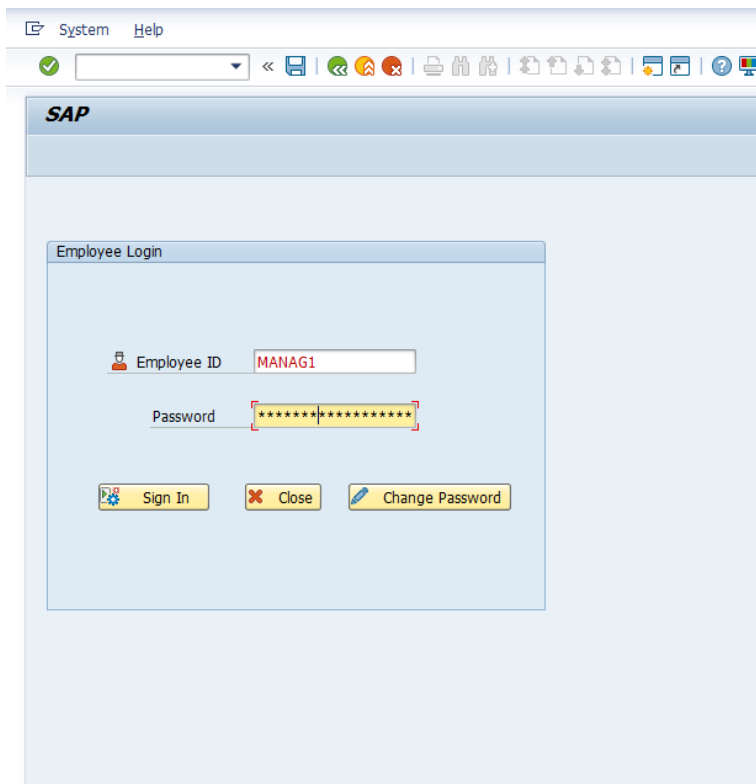 System Help
SAP
Employee Login
Employee ID MANAG1
Password *******************
Sign In Close Change Password